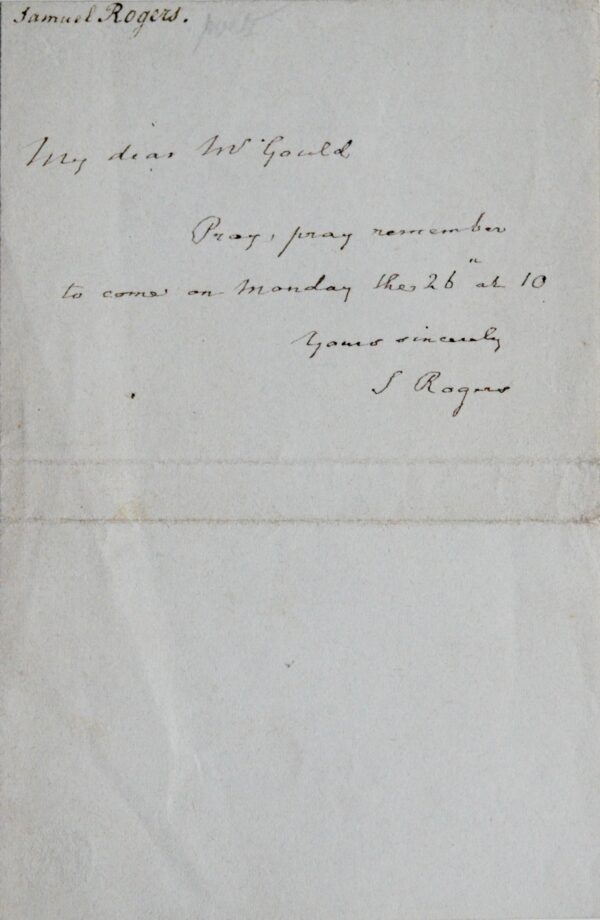 Samuel Rogers.
My dear Mr Gould
Pray, pray remember
to come on Monday the 26" at 10
Yours sincerely
S Rogers